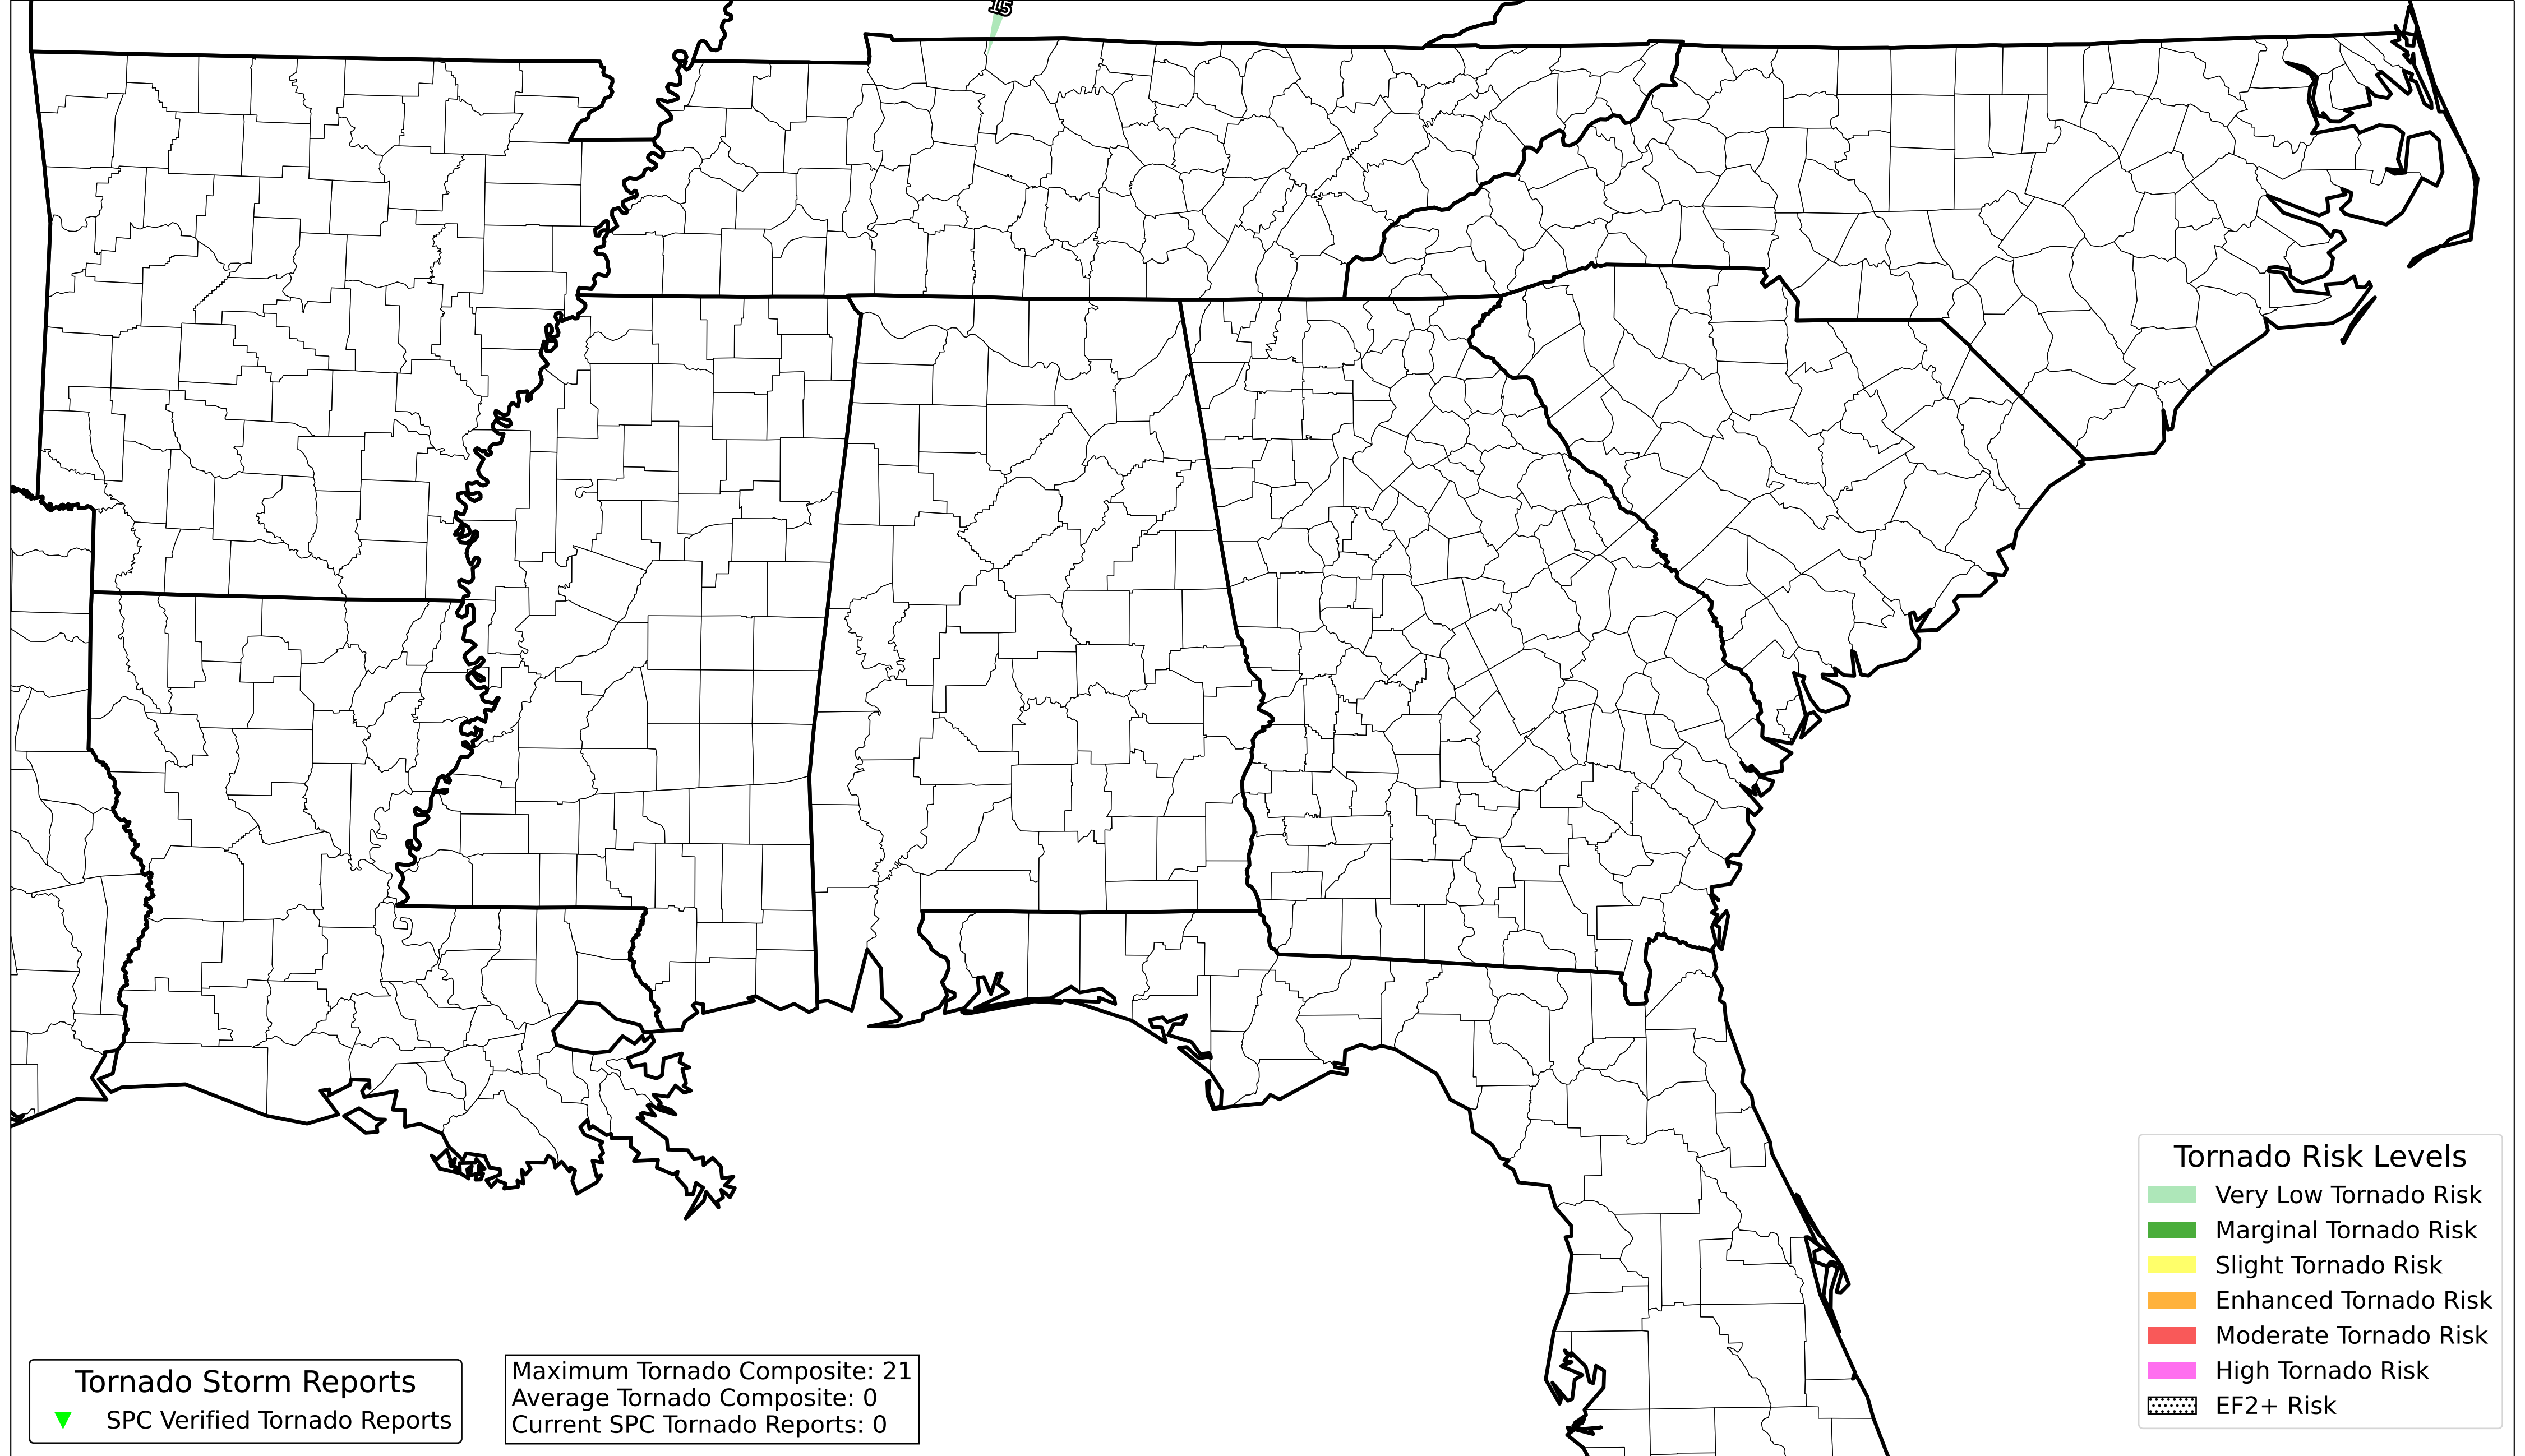 15
Tornado Risk Levels
Very Low Tornado Risk
Marginal Tornado Risk
Slight Tornado Risk
Enhanced Tornado Risk
Moderate Tornado Risk
High Tornado Risk
EF2+ Risk
Tornado Storm Reports
SPC Verified Tornado Reports
Maximum Tornado Composite: 21
Average Tornado Composite: 0
Current SPC Tornado Reports: 0